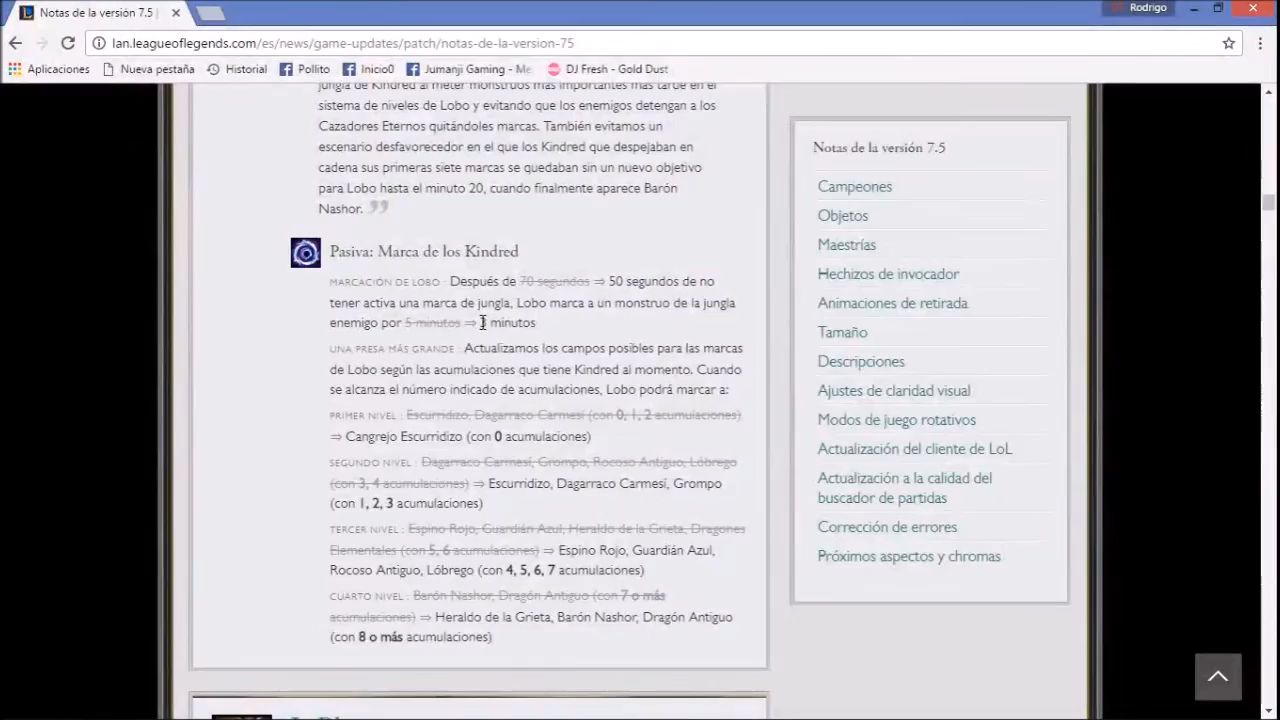 Notas de la versión 7.5
Rodrigo
lan.leagueoflegends.com/es/news/game-updates/patch/notas-de-la-version-75
Aplicaciones Nueva pestaña Historial Pollito Inicio0 Jumanji Gaming - Me DJ Fresh - Gold Dust
jungla de Kindred al meter monstruos más importantes más tarde en el
sistema de niveles de Lobo y evitando que los enemigos detengan a los
Cazadores Eternos quitándoles marcas. También evitamos un
escenario desfavorecedor en el que los Kindred que despejaban en
cadena sus primeras siete marcas se quedaban sin un nuevo objetivo
para Lobo hasta el minuto 20, cuando finalmente aparece Barón
Nashor. ”
Pasiva: Marca de los Kindred
MARCACIÓN DE LOBO : Después de 70 segundos ⇒ 50 segundos de no
tener activa una marca de jungla, Lobo marca a un monstruo de la jungla
enemigo por 5 minutos ⇒ 3 minutos
UNA PRESA MÁS GRANDE : Actualizamos los campos posibles para las marcas
de Lobo según las acumulaciones que tiene Kindred al momento. Cuando
se alcanza el número indicado de acumulaciones, Lobo podrá marcar a:
PRIMER NIVEL : Escurridizo, Dagarraco Carmesí (con 0, 1, 2 acumulaciones)
⇒ Cangrejo Escurridizo (con 0 acumulaciones)
SEGUNDO NIVEL : Dagarraco Carmesí, Grompo, Rocoso Antiguo, Lóbrego
(con 3, 4 acumulaciones) ⇒ Escurridizo, Dagarraco Carmesí, Grompo
(con 1, 2, 3 acumulaciones)
TERCER NIVEL : Espino Rojo, Guardián Azul, Heraldo de la Grieta, Dragones
Elementales (con 5, 6 acumulaciones) ⇒ Espino Rojo, Guardián Azul,
Rocoso Antiguo, Lóbrego (con 4, 5, 6, 7 acumulaciones)
CUARTO NIVEL : Barón Nashor, Dragón Antiguo (con 7 o más
acumulaciones) ⇒ Heraldo de la Grieta, Barón Nashor, Dragón Antiguo
(con 8 o más acumulaciones)
Notas de la versión 7.5
Campeones
Objetos
Maestrías
Hechizos de invocador
Animaciones de retirada
Tamaño
Descripciones
Ajustes de claridad visual
Modos de juego rotativos
Actualización del cliente de LoL
Actualización a la calidad del
buscador de partidas
Corrección de errores
Próximos aspectos y chromas